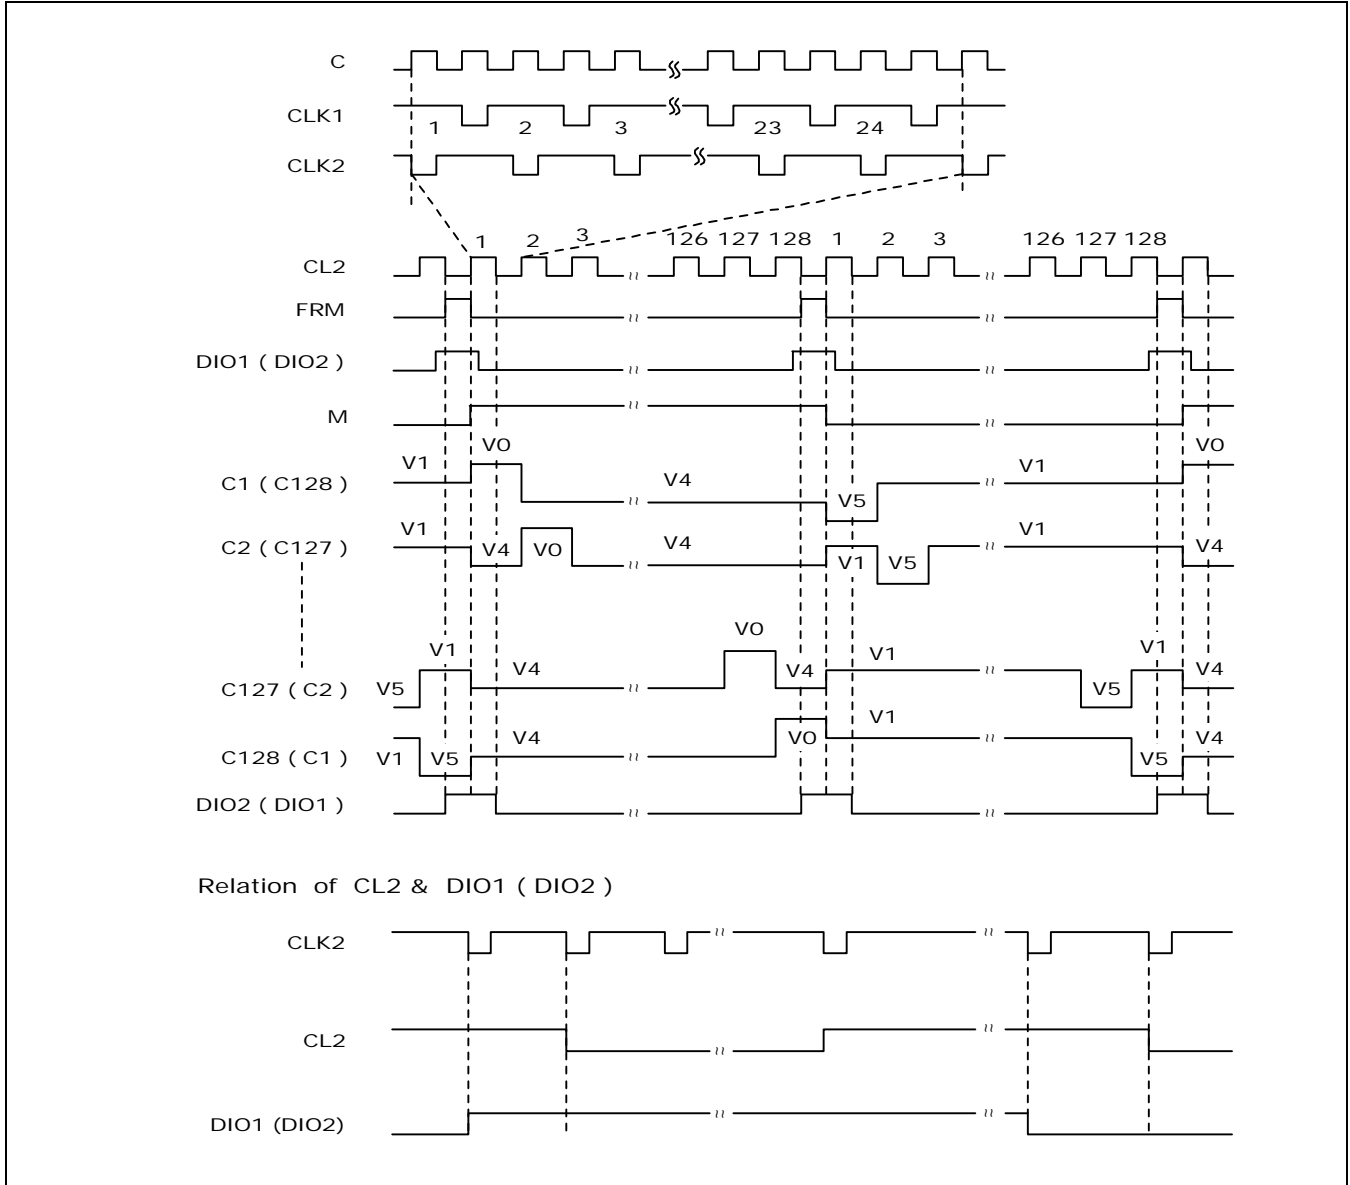 C
CLK1
1 2 3 23 24
CLK2
1 2 3 126 127 128 1 2 3 126 127 128
CL2
FRM
DIO1 ( DIO2 )
M
V0 V0
V1 V4 V1
C1 ( C128 )
V5
V1 V4 V1
C2 ( C127 ) V4 V0 V4
V1 V5
V0
V1 V1 V1
V4 V4 V4
C127 ( C2 ) V5 V5
V4 V0 V1 V4
C128 ( C1 ) V1 V5 V5
DIO2 ( DIO1 )
Relation of CL2 & DIO1 ( DIO2 )
CLK2
CL2
DIO1 (DIO2)